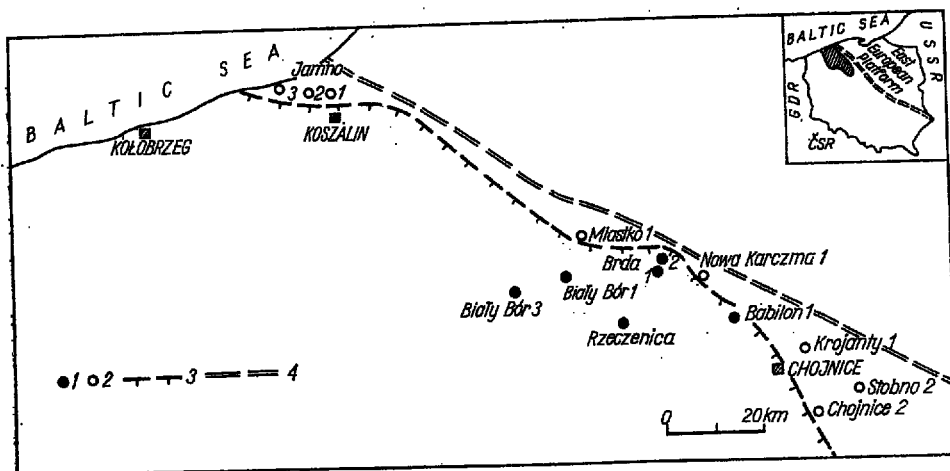 BALTIC SEA
Jamno
3 2 1
KOŁOBRZEG
KOSZALIN
Miastko 1
Brda 2
1
Nowa Karczma 1
Biały Bór 1
Biały Bór 3
Rzeczenica
Babilon 1
Krojanty 1
CHOJNICE
Słobno 2
Chojnice 2
1 2 3 4
0 20 km
BALTIC SEA
USSR
East
European
Platform
GDR
ČSR